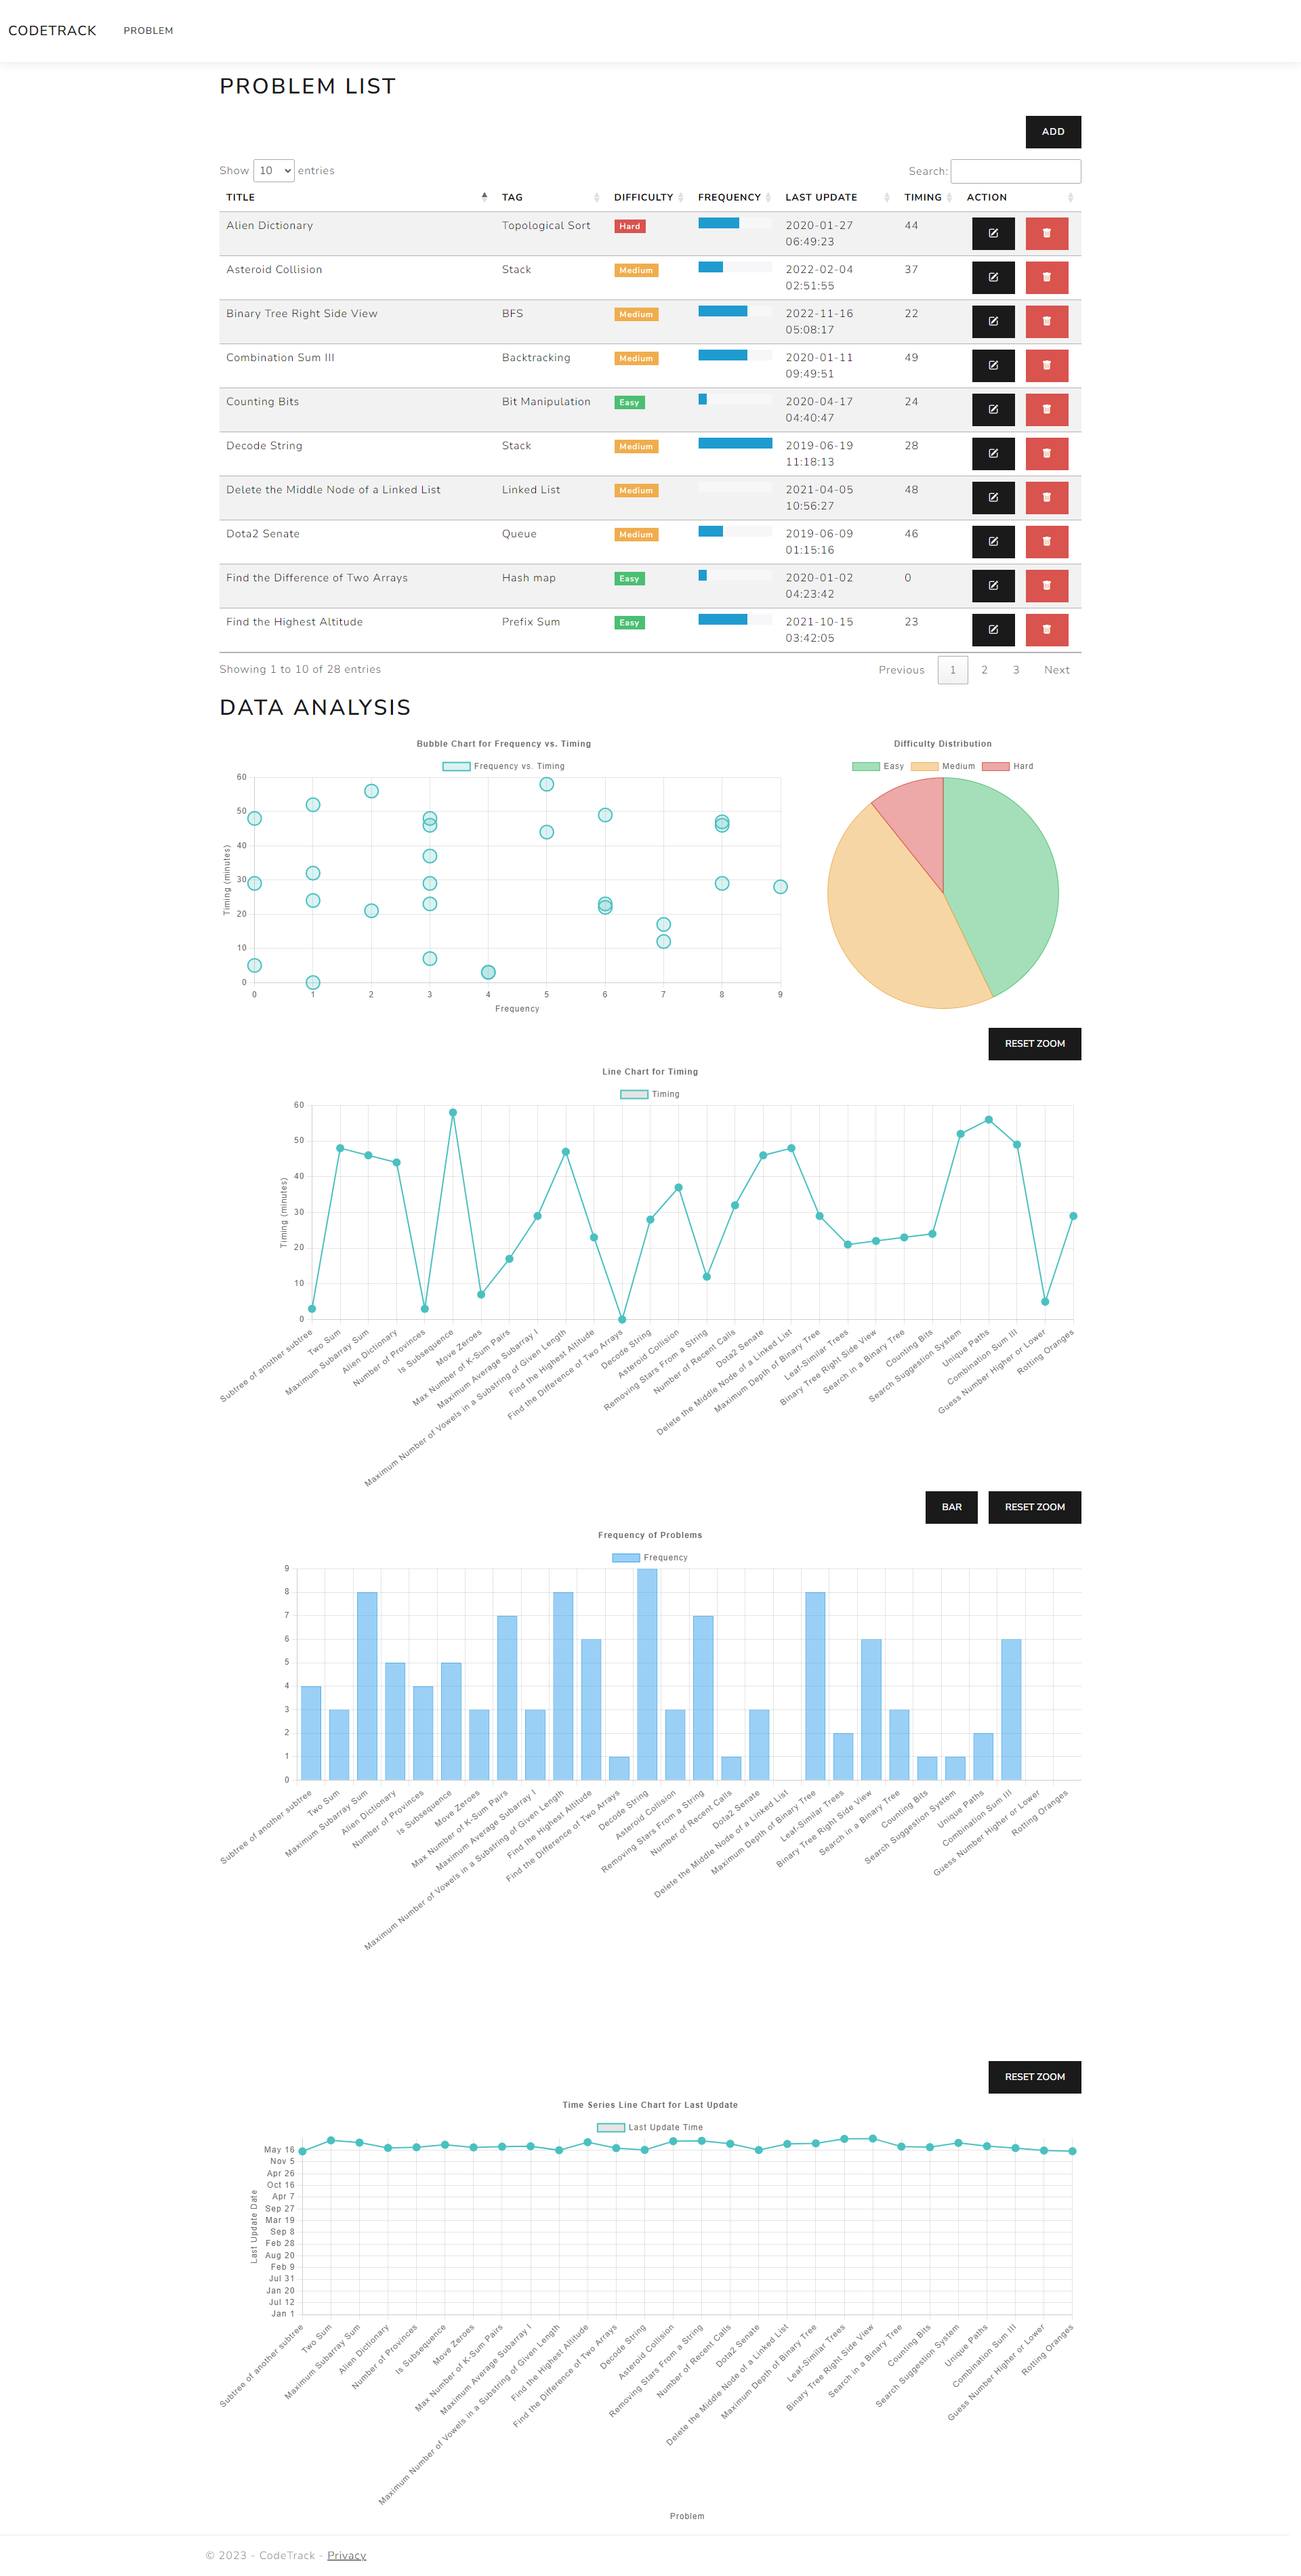 CODETRACK PROBLEM
PROBLEM LIST
ADD
Show 10 entries Search:
TITLE TAG DIFFICULTY FREQUENCY LAST UPDATE TIMING ACTION
Alien Dictionary Topological Sort Hard 2020-01-27 44
06:49:23
Asteroid Collision Stack Medium 2022-02-04 37
02:51:55
Binary Tree Right Side View BFS Medium 2022-11-16 22
05:08:17
Combination Sum III Backtracking Medium 2020-01-11 49
09:49:51
Counting Bits Bit Manipulation Easy 2020-04-17 24
04:40:47
Decode String Stack Medium 2019-06-19 28
11:18:13
Delete the Middle Node of a Linked List Linked List Medium 2021-04-05 48
10:56:27
Dota2 Senate Queue Medium 2019-06-09 46
01:15:16
Find the Difference of Two Arrays Hash map Easy 2020-01-02 0
04:23:42
Find the Highest Altitude Prefix Sum Easy 2021-10-15 23
03:42:05
Showing 1 to 10 of 28 entries Previous 1 2 3 Next
DATA ANALYSIS
Bubble Chart for Frequency vs. Timing
Frequency vs. Timing
60
50
40
30
20
10
0
Timing (minutes)
0 1 2 3 4 5 6 7 8 9
Frequency
Difficulty Distribution
Easy Medium Hard
RESET ZOOM
Line Chart for Timing
Timing
60
50
40
30
20
10
0
Timing (minutes)
Subtree of another subtree
Two Sum
Maximum Subarray Sum
Alien Dictionary
Number of Provinces
Is Subsequence
Move Zeroes
Max Number of K-Sum Pairs
Maximum Average Subarray I
Maximum Number of Vowels in a Substring of Given Length
Find the Highest Altitude
Find the Difference of Two Arrays
Decode String
Asteroid Collision
Removing Stars From a String
Number of Recent Calls
Dota2 Senate
Delete the Middle Node of a Linked List
Maximum Depth of Binary Tree
Leaf-Similar Trees
Binary Tree Right Side View
Search in a Binary Tree
Counting Bits
Search Suggestion System
Unique Paths
Combination Sum III
Guess Number Higher or Lower
Rotting Oranges
BAR RESET ZOOM
Frequency of Problems
Frequency
9
8
7
6
5
4
3
2
1
0
Subtree of another subtree
Two Sum
Maximum Subarray Sum
Alien Dictionary
Number of Provinces
Is Subsequence
Move Zeroes
Max Number of K-Sum Pairs
Maximum Average Subarray I
Maximum Number of Vowels in a Substring of Given Length
Find the Highest Altitude
Find the Difference of Two Arrays
Decode String
Asteroid Collision
Removing Stars From a String
Number of Recent Calls
Dota2 Senate
Delete the Middle Node of a Linked List
Maximum Depth of Binary Tree
Leaf-Similar Trees
Binary Tree Right Side View
Search in a Binary Tree
Counting Bits
Search Suggestion System
Unique Paths
Combination Sum III
Guess Number Higher or Lower
Rotting Oranges
RESET ZOOM
Time Series Line Chart for Last Update
Last Update Time
May 16
Nov 5
Apr 26
Oct 16
Apr 7
Sep 27
Mar 19
Sep 8
Feb 28
Aug 20
Feb 9
Jul 31
Jan 20
Jul 12
Jan 1
Last Update Date
Subtree of another subtree
Two Sum
Maximum Subarray Sum
Alien Dictionary
Number of Provinces
Is Subsequence
Move Zeroes
Max Number of K-Sum Pairs
Maximum Average Subarray I
Maximum Number of Vowels in a Substring of Given Length
Find the Highest Altitude
Find the Difference of Two Arrays
Decode String
Asteroid Collision
Removing Stars From a String
Number of Recent Calls
Dota2 Senate
Delete the Middle Node of a Linked List
Maximum Depth of Binary Tree
Leaf-Similar Trees
Binary Tree Right Side View
Search in a Binary Tree
Counting Bits
Search Suggestion System
Unique Paths
Combination Sum III
Guess Number Higher or Lower
Rotting Oranges
Problem
© 2023 - CodeTrack - Privacy